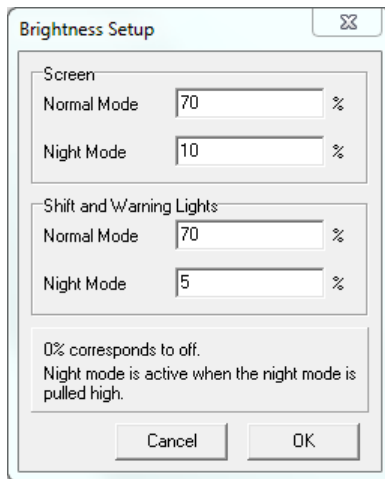 Brightness Setup
Screen
Normal Mode 70 %
Night Mode 10 %
Shift and Warning Lights
Normal Mode 70 %
Night Mode 5 %
0% corresponds to off.
Night mode is active when the night mode is
pulled high.
Cancel OK